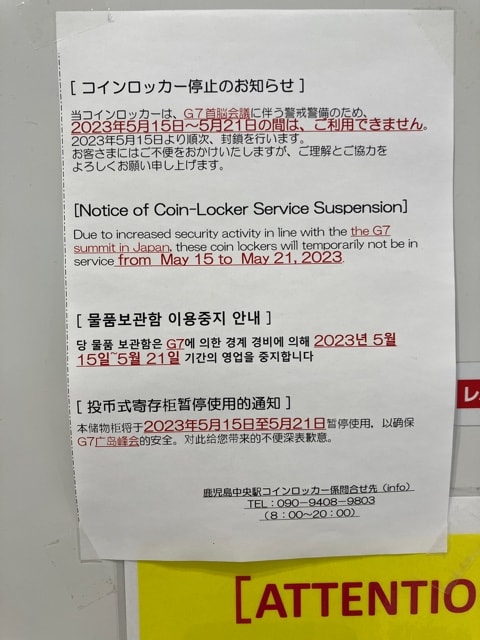 [ コインロッカー停止のお知らせ ]
当コインロッカーは、G7首脳会議に伴う警戒警備のため、
2023年5月15日～5月21日の間は、ご利用できません。
2023年5月15日より順次、封鎖を行います。
お客さまにはご不便をおかけいたしますが、ご理解とご協力を
よろしくお願い申し上げます。
[Notice of Coin-Locker Service Suspension]
Due to increased security activity in line with the the G7
summit in Japan, these coin lockers will temporarily not be in
service from May 15 to May 21, 2023.
[ 물품보관함 이용중지 안내 ]
당 물품 보관함은 G7에 의한 경계 경비에 의해 2023년 5월
15일~5월 21일 기간의 영업을 중지합니다
[ 投币式寄存柜暂停使用的通知 ]
本储物柜将于2023年5月15日至5月21日暂停使用，以确保
G7广岛峰会的安全。对此给您带来的不便深表歉意。
鹿児島中央駅コインロッカー係問合せ先（info）
TEL：090-9408-9803
（8：00～20：00）
レ
[ATTENTIO